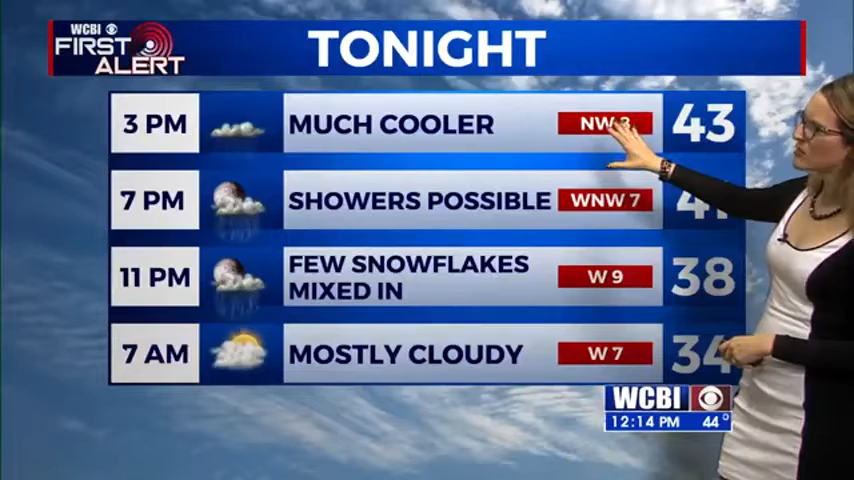 WCBI
FIRST
ALERT
TONIGHT
3 PM MUCH COOLER NW 43
7 PM SHOWERS POSSIBLE WNW 7
11 PM FEW SNOWFLAKES
MIXED IN W 9 38
7 AM MOSTLY CLOUDY W 7 34
WCBI
12:14 PM 44°